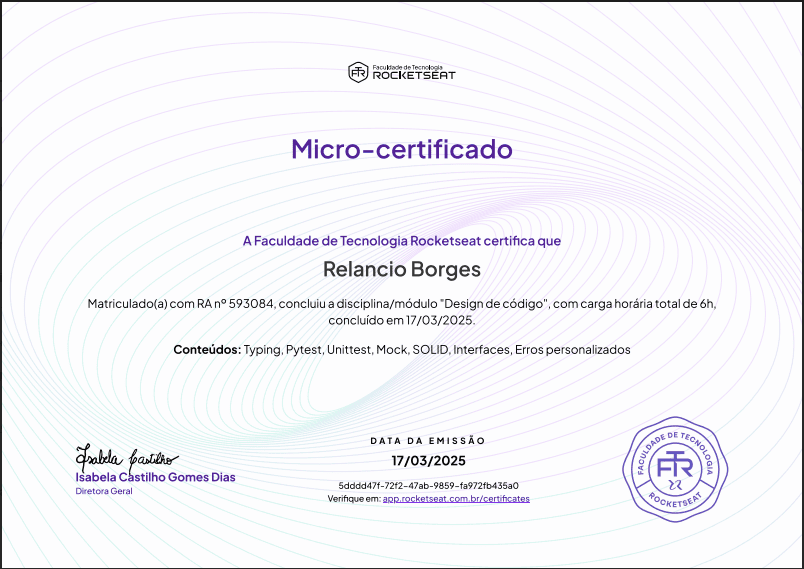 Faculdade de Tecnologia
ROCKETSEAT
Micro-certificado
A Faculdade de Tecnologia Rocketseat certifica que
Relancio Borges
Matriculado(a) com RA nº 593084, concluiu a disciplina/módulo "Design de código", com carga horária total de 6h,
concluído em 17/03/2025.
Conteúdos: Typing, Pytest, Unittest, Mock, SOLID, Interfaces, Erros personalizados
Isabela Castilho
Isabela Castilho Gomes Dias
Diretora Geral
DATA DA EMISSÃO
17/03/2025
5dddd47f-72f2-47ab-9859-fa972fb435a0
Verifique em: app.rocketseat.com.br/certificates
FACULDADE DE TECNOLOGIA
FTR
ROCKETSEAT